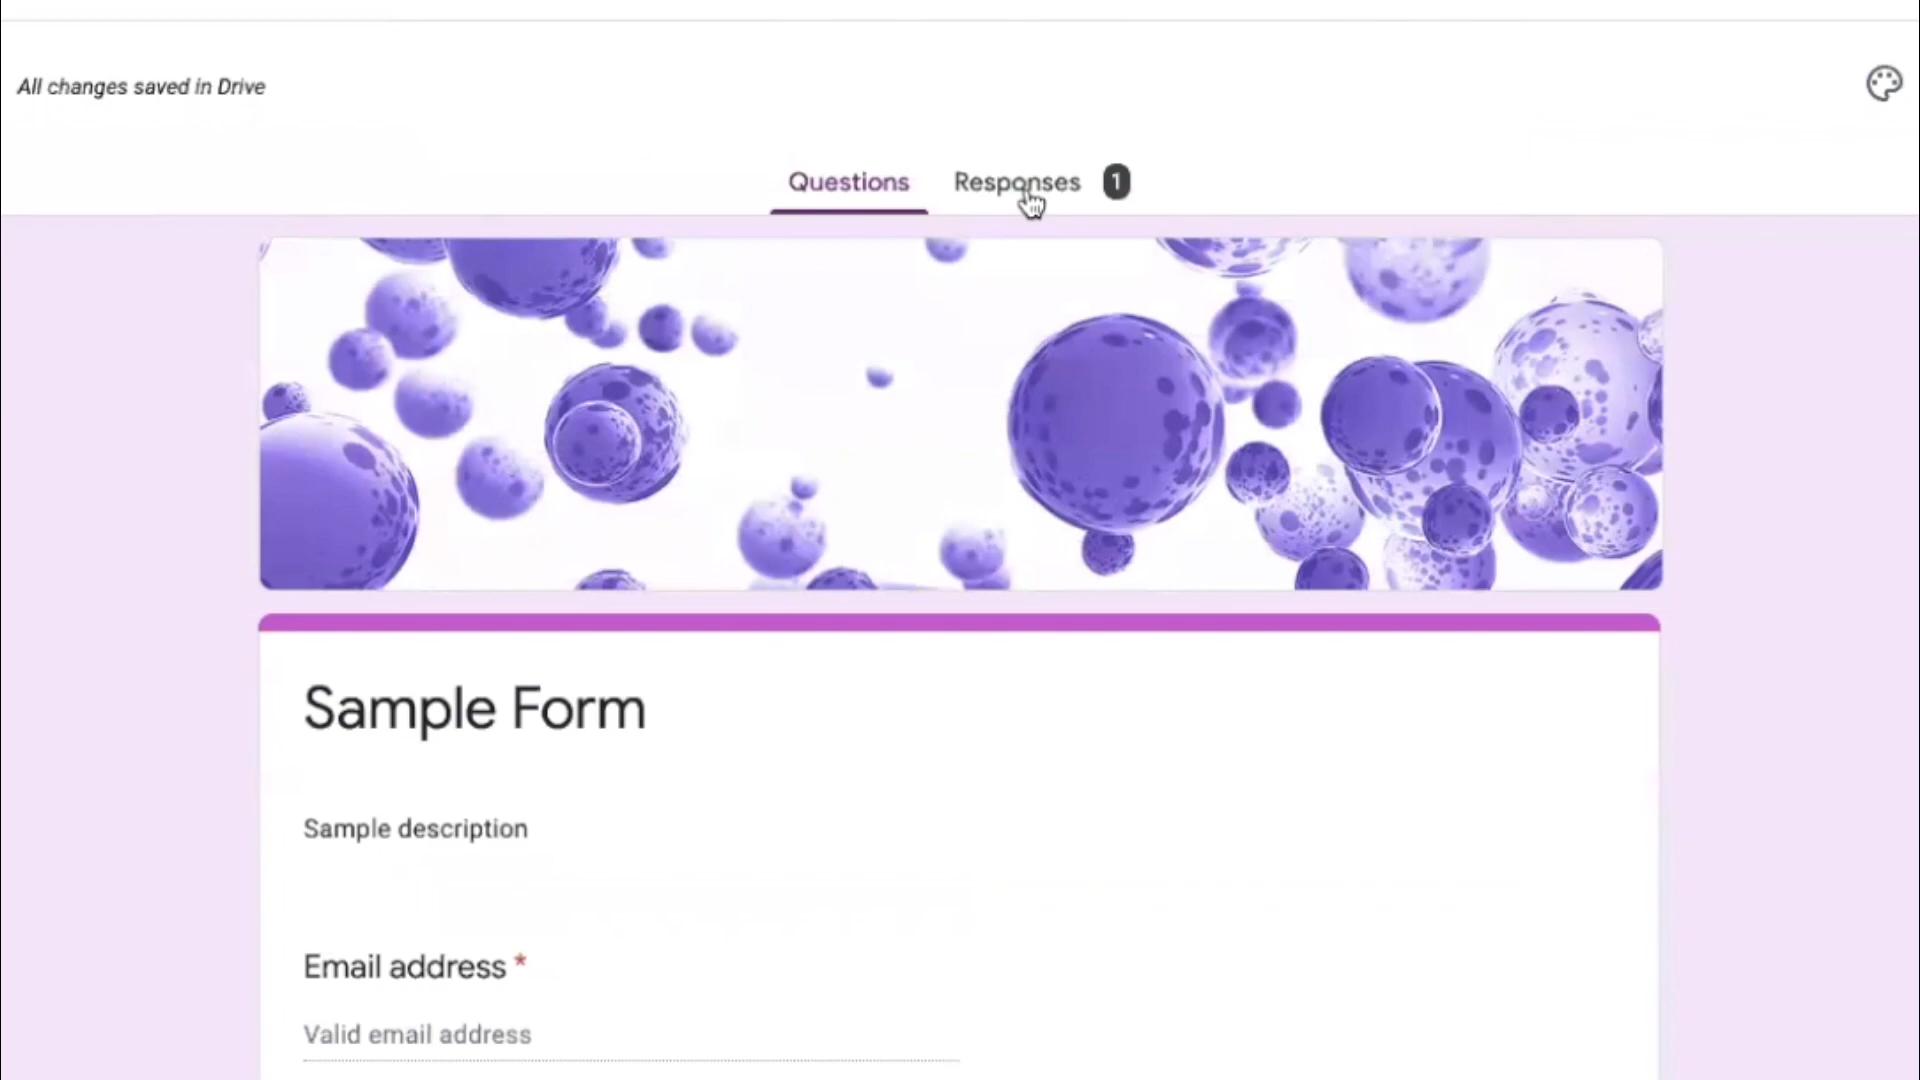 All changes saved in Drive
Questions Responses 1
Sample Form
Sample description
Email address *
Valid email address